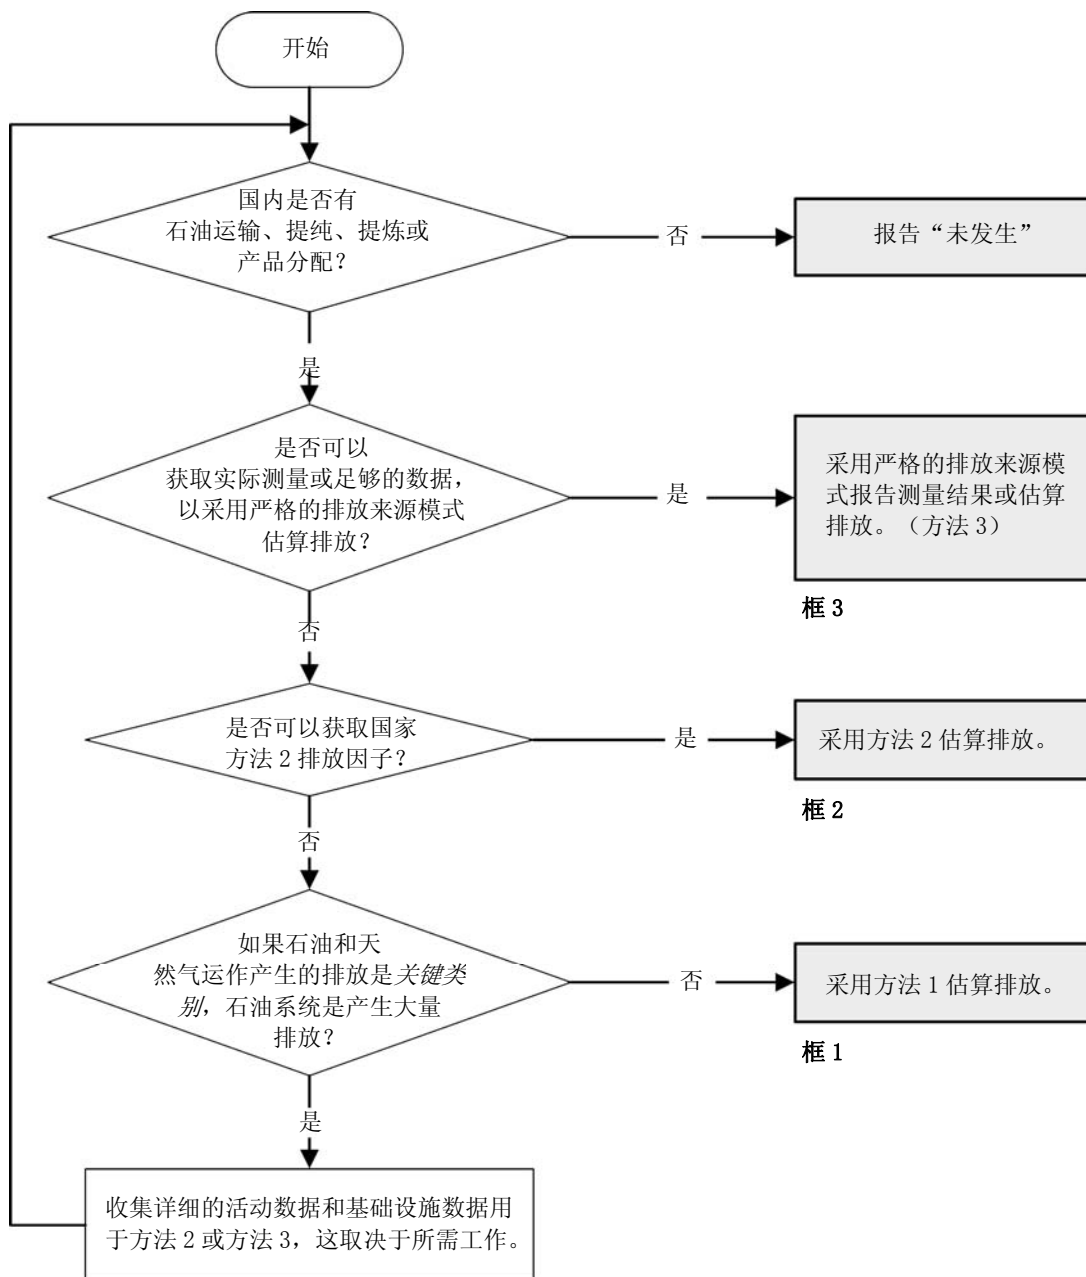 开始
国内是否有
石油运输、提纯、提炼或
产品分配？
否
报告“未发生”
是
是否可以
获取实际测量或足够的数据，
以采用严格的排放来源模式
估算排放？
是
采用严格的排放来源模
式报告测量结果或估算
排放。（方法 3）
框 3
否
是否可以获取国家
方法 2 排放因子？
是
采用方法 2 估算排放。
框 2
否
如果石油和天
然气运作产生的排放是关键类
别，石油系统是产生大量
排放？
否
采用方法 1 估算排放。
框 1
是
收集详细的活动数据和基础设施数据用
于方法 2 或方法 3，这取决于所需工作。